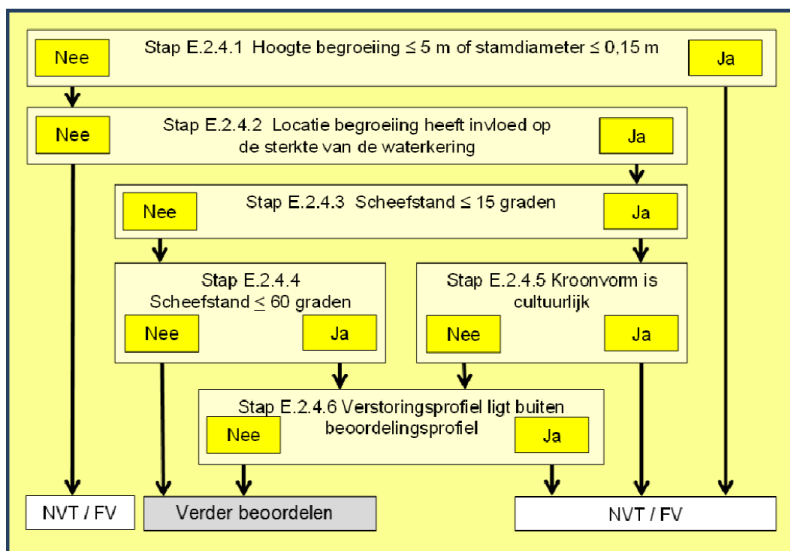 Stap E.2.4.1 Hoogte begroeiing ≤ 5 m of stamdiameter ≤ 0,15 m
Nee
Ja
Stap E.2.4.2 Locatie begroeiing heeft invloed op
de sterkte van de waterkering
Nee
Ja
Stap E.2.4.3 Scheefstand ≤ 15 graden
Nee
Ja
Stap E.2.4.4
Scheefstand ≤ 60 graden
Nee
Ja
Stap E.2.4.5 Kroonvorm is
cultuurlijk
Nee
Ja
Stap E.2.4.6 Verstoringsprofiel ligt buiten
beoordelingsprofiel
Nee
Ja
NVT / FV
Verder beoordelen
NVT / FV